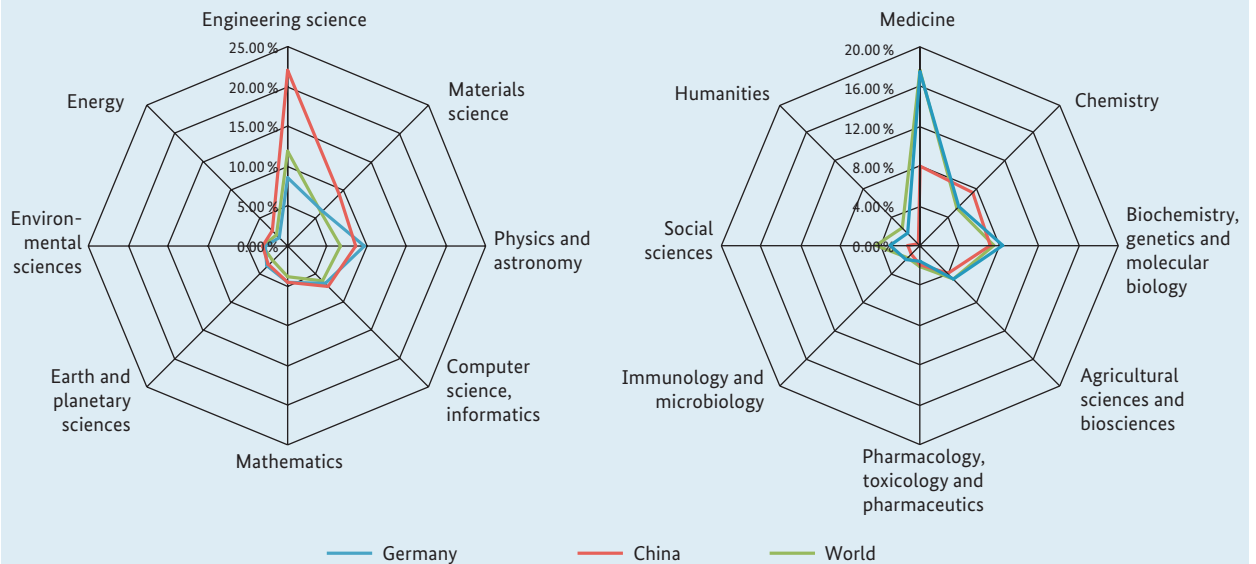 Engineering science
25.00 %
20.00 %
15.00 %
10.00 %
5.00 %
0.00 %
Materials
science
Physics and
astronomy
Computer
science,
informatics
Mathematics
Earth and
planetary
sciences
Environ-
mental
sciences
Energy
Medicine
20.00 %
16.00 %
12.00 %
8.00 %
4.00 %
0.00 %
Chemistry
Biochemistry,
genetics and
molecular
biology
Agricultural
sciences and
biosciences
Pharmacology,
toxicology and
pharmaceutics
Immunology and
microbiology
Social
sciences
Humanities
Germany
China
World